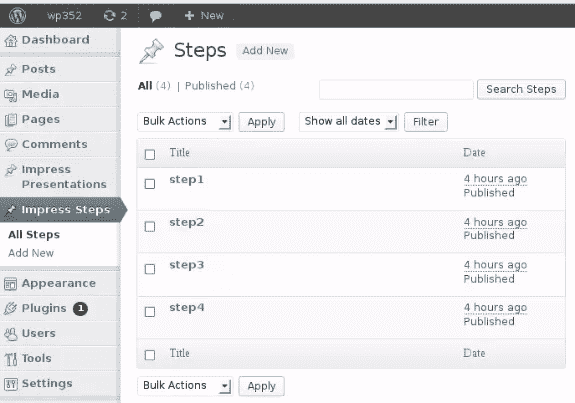 wp352 2 + New
Dashboard
Posts
Media
Pages
Comments
Impress
Presentations
Impress Steps
All Steps
Add New
Appearance
Plugins 1
Users
Tools
Settings
Steps Add New
All (4) | Published (4)
Search Steps
Bulk Actions Apply Show all dates Filter
Title Date
step1 4 hours ago
Published
step2 4 hours ago
Published
step3 4 hours ago
Published
step4 4 hours ago
Published
Title Date
Bulk Actions Apply